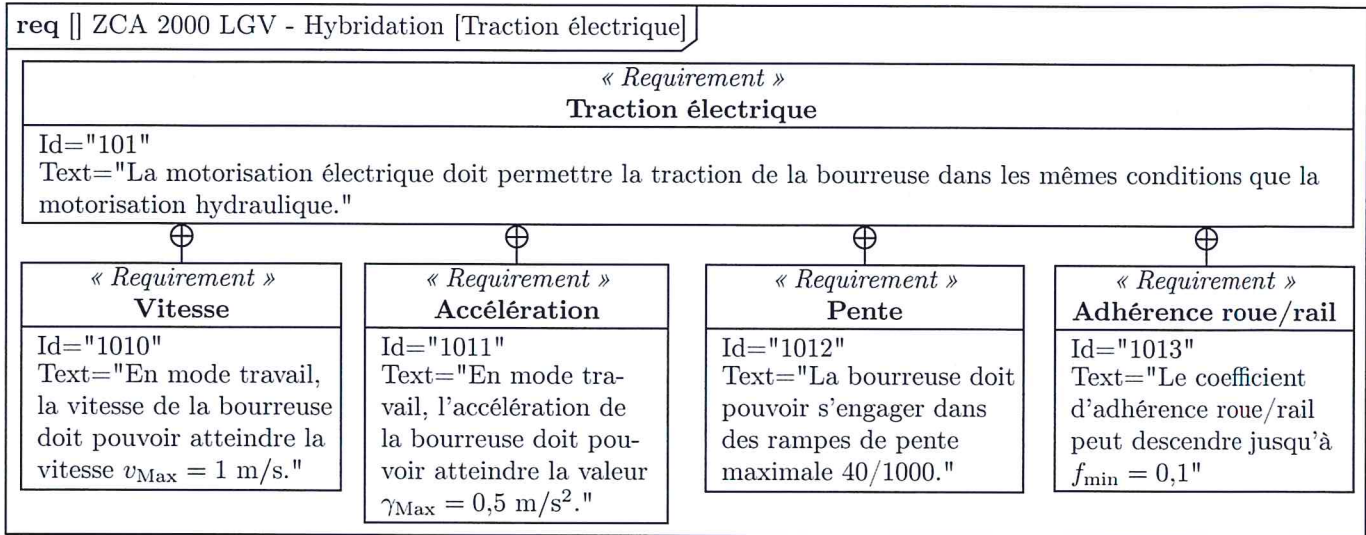 req [] ZCA 2000 LGV - Hybridation [Traction électrique]
« Requirement »
Traction électrique
Id="101"
Text="La motorisation électrique doit permettre la traction de la bourreuse dans les mêmes conditions que la
motorisation hydraulique."
« Requirement »
Vitesse
Id="1010"
Text="En mode travail,
la vitesse de la bourreuse
doit pouvoir atteindre la
vitesse vMax = 1 m/s."
« Requirement »
Accélération
Id="1011"
Text="En mode tra-
vail, l'accélération de
la bourreuse doit pou-
voir atteindre la valeur
γMax = 0,5 m/s²."
« Requirement »
Pente
Id="1012"
Text="La bourreuse doit
pouvoir s'engager dans
des rampes de pente
maximale 40/1000."
« Requirement »
Adhérence roue/rail
Id="1013"
Text="Le coefficient
d'adhérence roue/rail
peut descendre jusqu'à
fmin = 0,1"